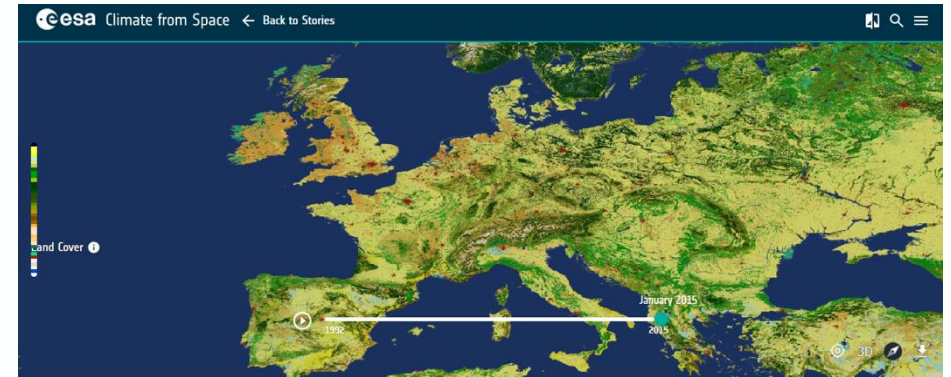 esa Climate from Space ← Back to Stories
Land Cover
January 2015
1992
2015
3D